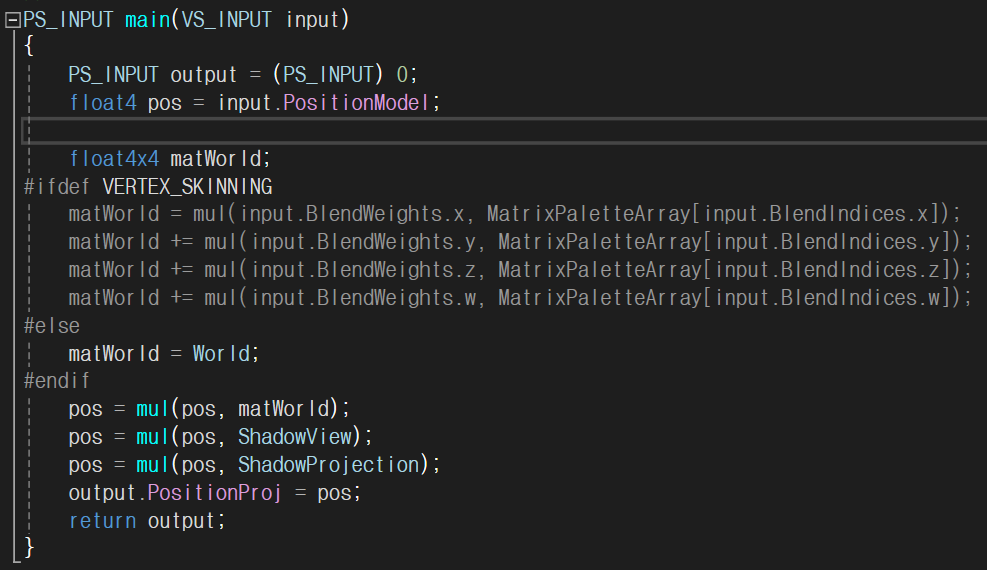 PS_INPUT main(VS_INPUT input)
{
    PS_INPUT output = (PS_INPUT) 0;
    float4 pos = input.PositionModel;

    float4x4 matWorld;
#ifdef VERTEX_SKINNING
    matWorld = mul(input.BlendWeights.x, MatrixPaletteArray[input.BlendIndices.x]);
    matWorld += mul(input.BlendWeights.y, MatrixPaletteArray[input.BlendIndices.y]);
    matWorld += mul(input.BlendWeights.z, MatrixPaletteArray[input.BlendIndices.z]);
    matWorld += mul(input.BlendWeights.w, MatrixPaletteArray[input.BlendIndices.w]);
#else
    matWorld = World;
#endif
    pos = mul(pos, matWorld);
    pos = mul(pos, ShadowView);
    pos = mul(pos, ShadowProjection);
    output.PositionProj = pos;
    return output;
}